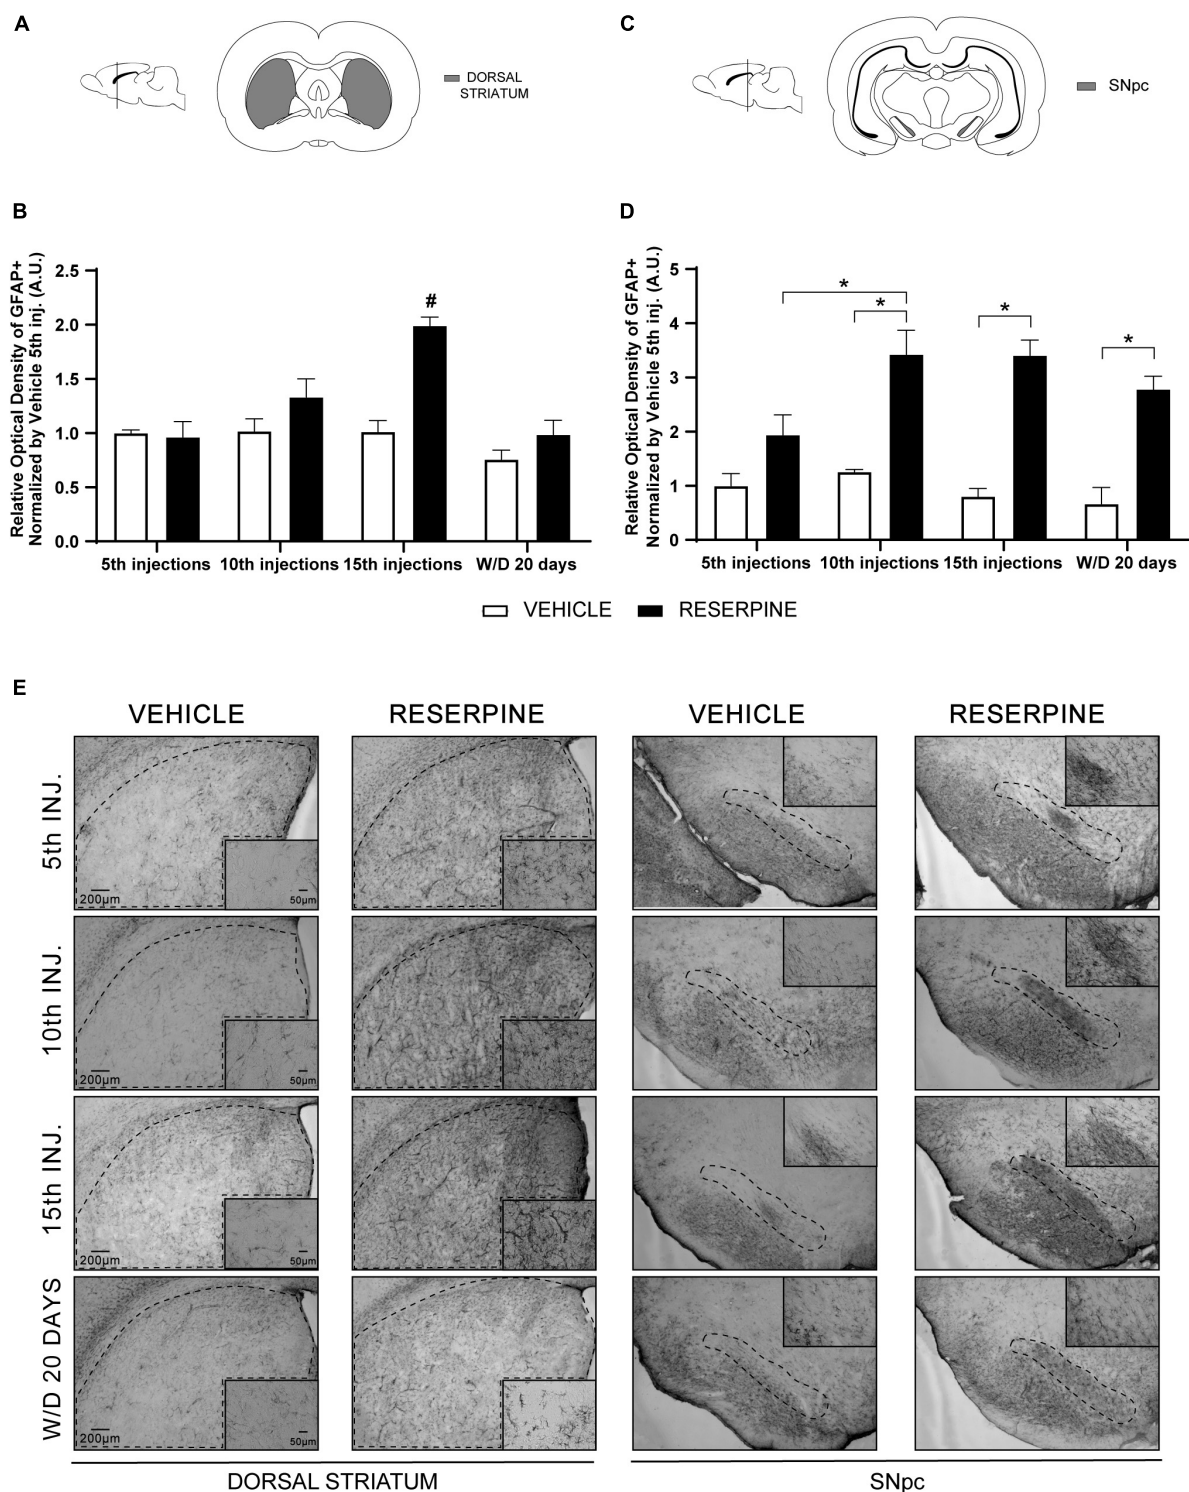 A
DORSAL
STRIATUM
C
SNpc
B
Relative Optical Density of GFAP+
Normalized by Vehicle 5th inj. (A.U.)
2.5
2.0
1.5
1.0
0.5
0.0
#
5th injections
10th injections
15th injections
W/D 20 days
D
Relative Optical Density of GFAP+
Normalized by Vehicle 5th inj. (A.U.)
5
4
3
2
1
0
*
*
*
*
5th injections
10th injections
15th injections
W/D 20 days
VEHICLE
RESERPINE
E
VEHICLE
RESERPINE
VEHICLE
RESERPINE
5th INJ.
200µm
50µm
10th INJ.
200µm
50µm
15th INJ.
200µm
50µm
W/D 20 DAYS
200µm
50µm
DORSAL STRIATUM
SNpc